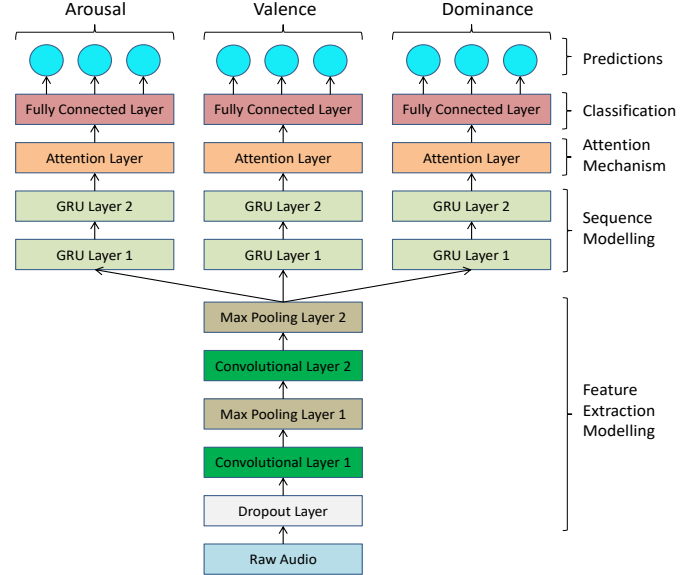 Arousal
Valence
Dominance
Predictions
Fully Connected Layer
Fully Connected Layer
Fully Connected Layer
Classification
Attention Layer
Attention Layer
Attention Layer
Attention
Mechanism
GRU Layer 2
GRU Layer 2
GRU Layer 2
Sequence
Modelling
GRU Layer 1
GRU Layer 1
GRU Layer 1
Max Pooling Layer 2
Convolutional Layer 2
Max Pooling Layer 1
Feature
Extraction
Modelling
Convolutional Layer 1
Dropout Layer
Raw Audio